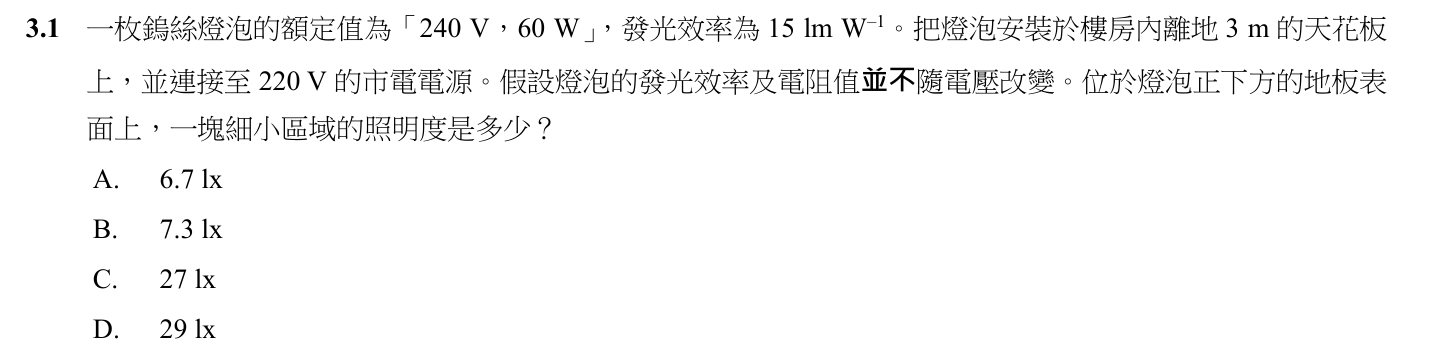 3.1 一枚鎢絲燈泡的額定值為「240 V，60 W」，發光效率為 15 lm W⁻¹。把燈泡安裝於樓房內離地 3 m 的天花板
上，並連接至 220 V 的市電電源。假設燈泡的發光效率及電阻值並不隨電壓改變。位於燈泡正下方的地板表
面上，一塊細小區域的照明度是多少？
A. 6.7 lx
B. 7.3 lx
C. 27 lx
D. 29 lx